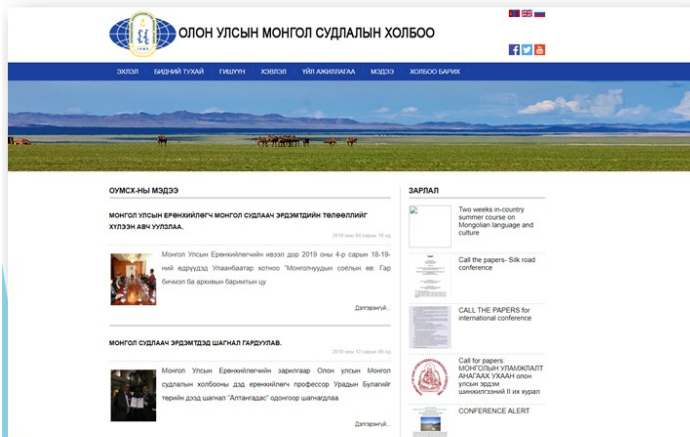 ОЛОН УЛСЫН МОНГОЛ СУДЛАЛЫН ХОЛБОО
ЭХЛЭЛ БИДНИЙ ТУХАЙ ГИШҮҮН ХЭВЛЭЛ ҮЙЛ АЖИЛЛАГАА МЭДЭЭ ХОЛБОО БАРИХ
ОУМСХ-НЫ МЭДЭЭ
МОНГОЛ УЛСЫН ЕРӨНХИЙЛӨГЧ МОНГОЛ СУДЛААЧ ЭРДЭМТДИЙН ТӨЛӨӨЛЛИЙГ
ХҮЛЭЭН АВЧ УУЛЗЛАА.
Монгол Улсын Ерөнхийлөгчийн ивээл дор 2019 оны 4-р сарын 18-19-
ний өдрүүдэд Улаанбаатар хотноо "Монголчуудын соёлын өв: Гар
бичмэл ба архивын баримтын цу
Дэлгэрэнгүй...
МОНГОЛ СУДЛААЧ ЭРДЭМТДЭД ШАГНАЛ ГАРДУУЛАВ.
Монгол Улсын Ерөнхийлөгчийн зарлигаар Олон улсын Монгол
судлалын холбооны дэд ерөнхийлөгч профессор Урадын Булагийг
төрийн дээд шагнал "Алтангадас" одонгоор шагнагдлаа.
Дэлгэрэнгүй...
ЗАРЛАЛ
Two weeks in-country
summer course on
Mongolian language and
culture
Call the papers- Silk road
conference
CALL THE PAPERS for
international conference
Call for papers:
МОНГОЛЫН УЛАМЖЛАЛТ
АНАГААХ УХААН олон
улсын эрдэм
шинжилгээний II их хурал
CONFERENCE ALERT